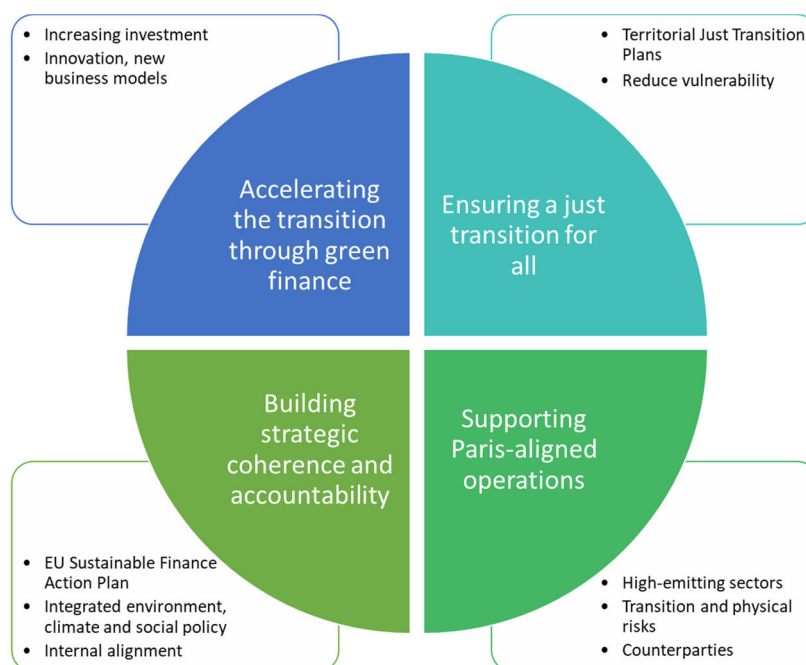 • Increasing investment
• Innovation, new
business models
• Territorial Just Transition
Plans
• Reduce vulnerability
Accelerating
the transition
through green
finance
Ensuring a just
transition for
all
Building
strategic
coherence and
accountability
Supporting
Paris-aligned
operations
• EU Sustainable Finance
Action Plan
• Integrated environment,
climate and social policy
• Internal alignment
• High-emitting sectors
• Transition and physical
risks
• Counterparties